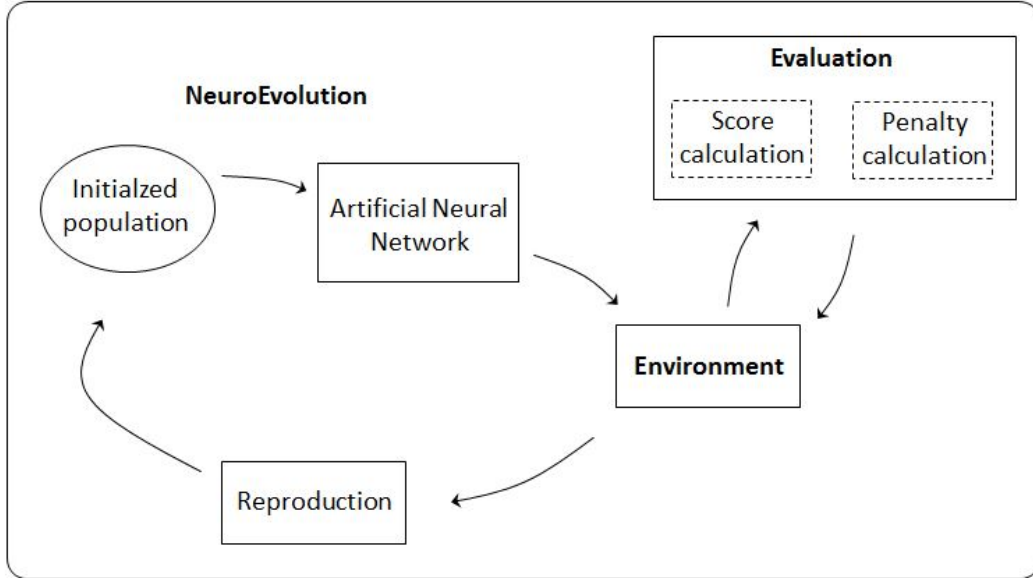 NeuroEvolution
Initialzed
population
Artificial Neural
Network
Evaluation
Score
calculation
Penalty
calculation
Environment
Reproduction